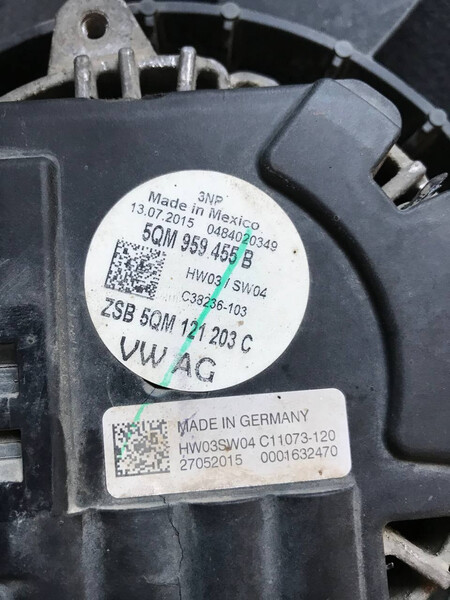 3NP
Made in Mexico
13.07.2015 0484020349
5QM 959 455 B
HW03 / SW04
C38236-103
ZSB 5QM 121 203 C
VW AG
MADE IN GERMANY
HW03SW04 C11073-120
27052015 0001632470